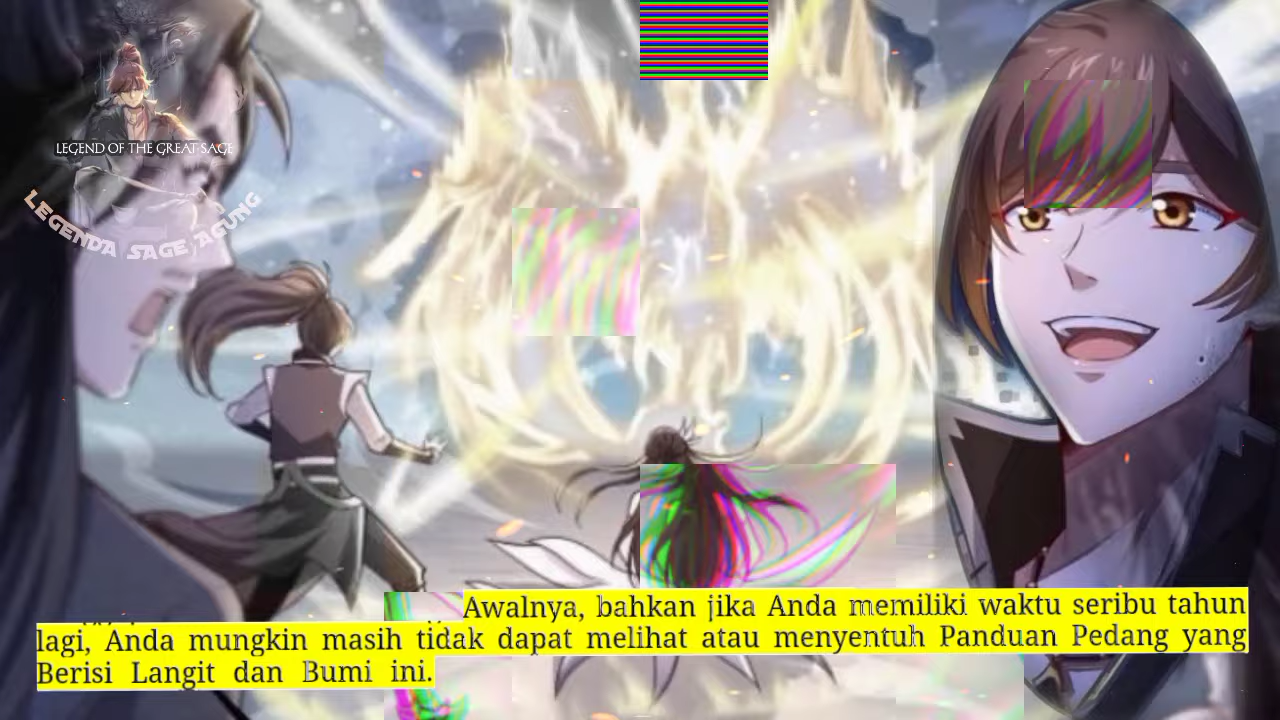 LEGEND OF THE GREAT SAGE
LEGENDA SAGE AGUNG
Awalnya, bahkan jika Anda memiliki waktu seribu tahun
lagi, Anda mungkin masih tidak dapat melihat atau menyentuh Panduan Pedang yang
Berisi Langit dan Bumi ini.